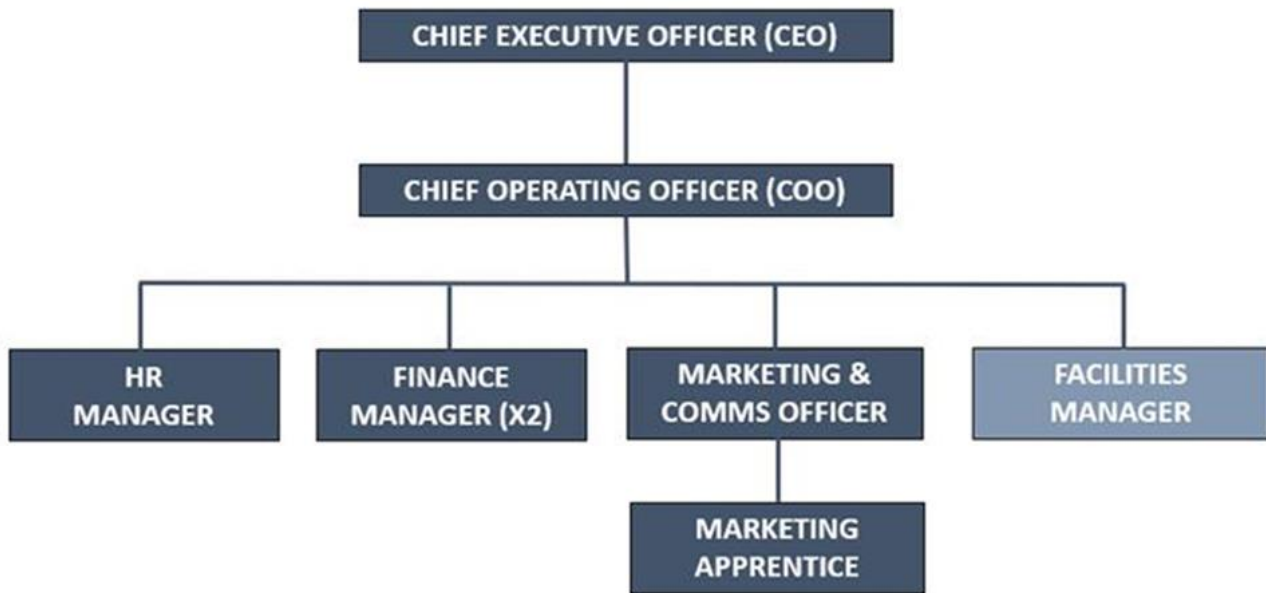 CHIEF EXECUTIVE OFFICER (CEO)
CHIEF OPERATING OFFICER (COO)
HR
MANAGER
FINANCE
MANAGER (X2)
MARKETING &
COMMS OFFICER
FACILITIES
MANAGER
MARKETING
APPRENTICE